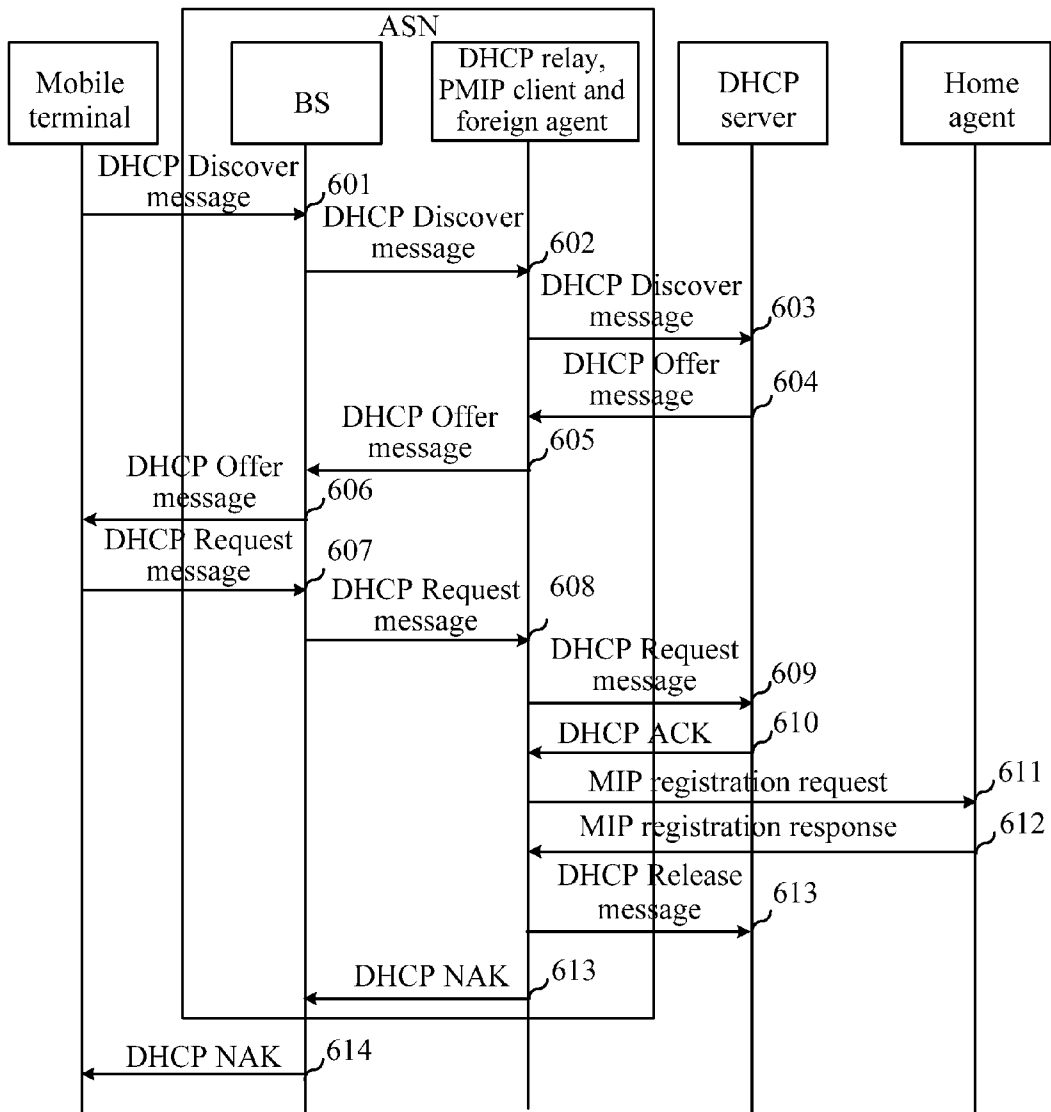 ASN
Mobile
terminal
BS
DHCP relay,
PMIP client and
foreign agent
DHCP
server
Home
agent
DHCP Discover
message
601
DHCP Discover
message
602
DHCP Discover
message
603
DHCP Offer
message
604
DHCP Offer
message
605
DHCP Offer
message
606
DHCP Request
message
607
DHCP Request
message
608
DHCP Request
message
609
DHCP ACK
610
MIP registration request
611
MIP registration response
612
DHCP Release
message
613
DHCP NAK
613
DHCP NAK
614